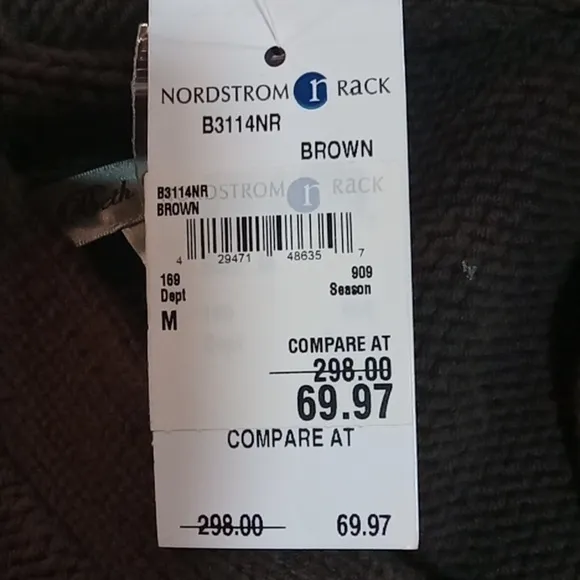 NORDSTROM r RACK
B3114NR
BROWN
B3114NR
BROWN
NORDSTROM r RACK
4 29471 48635 7
169 909
Dept Season
M
COMPARE AT
298.00
69.97
COMPARE AT
298.00 69.97